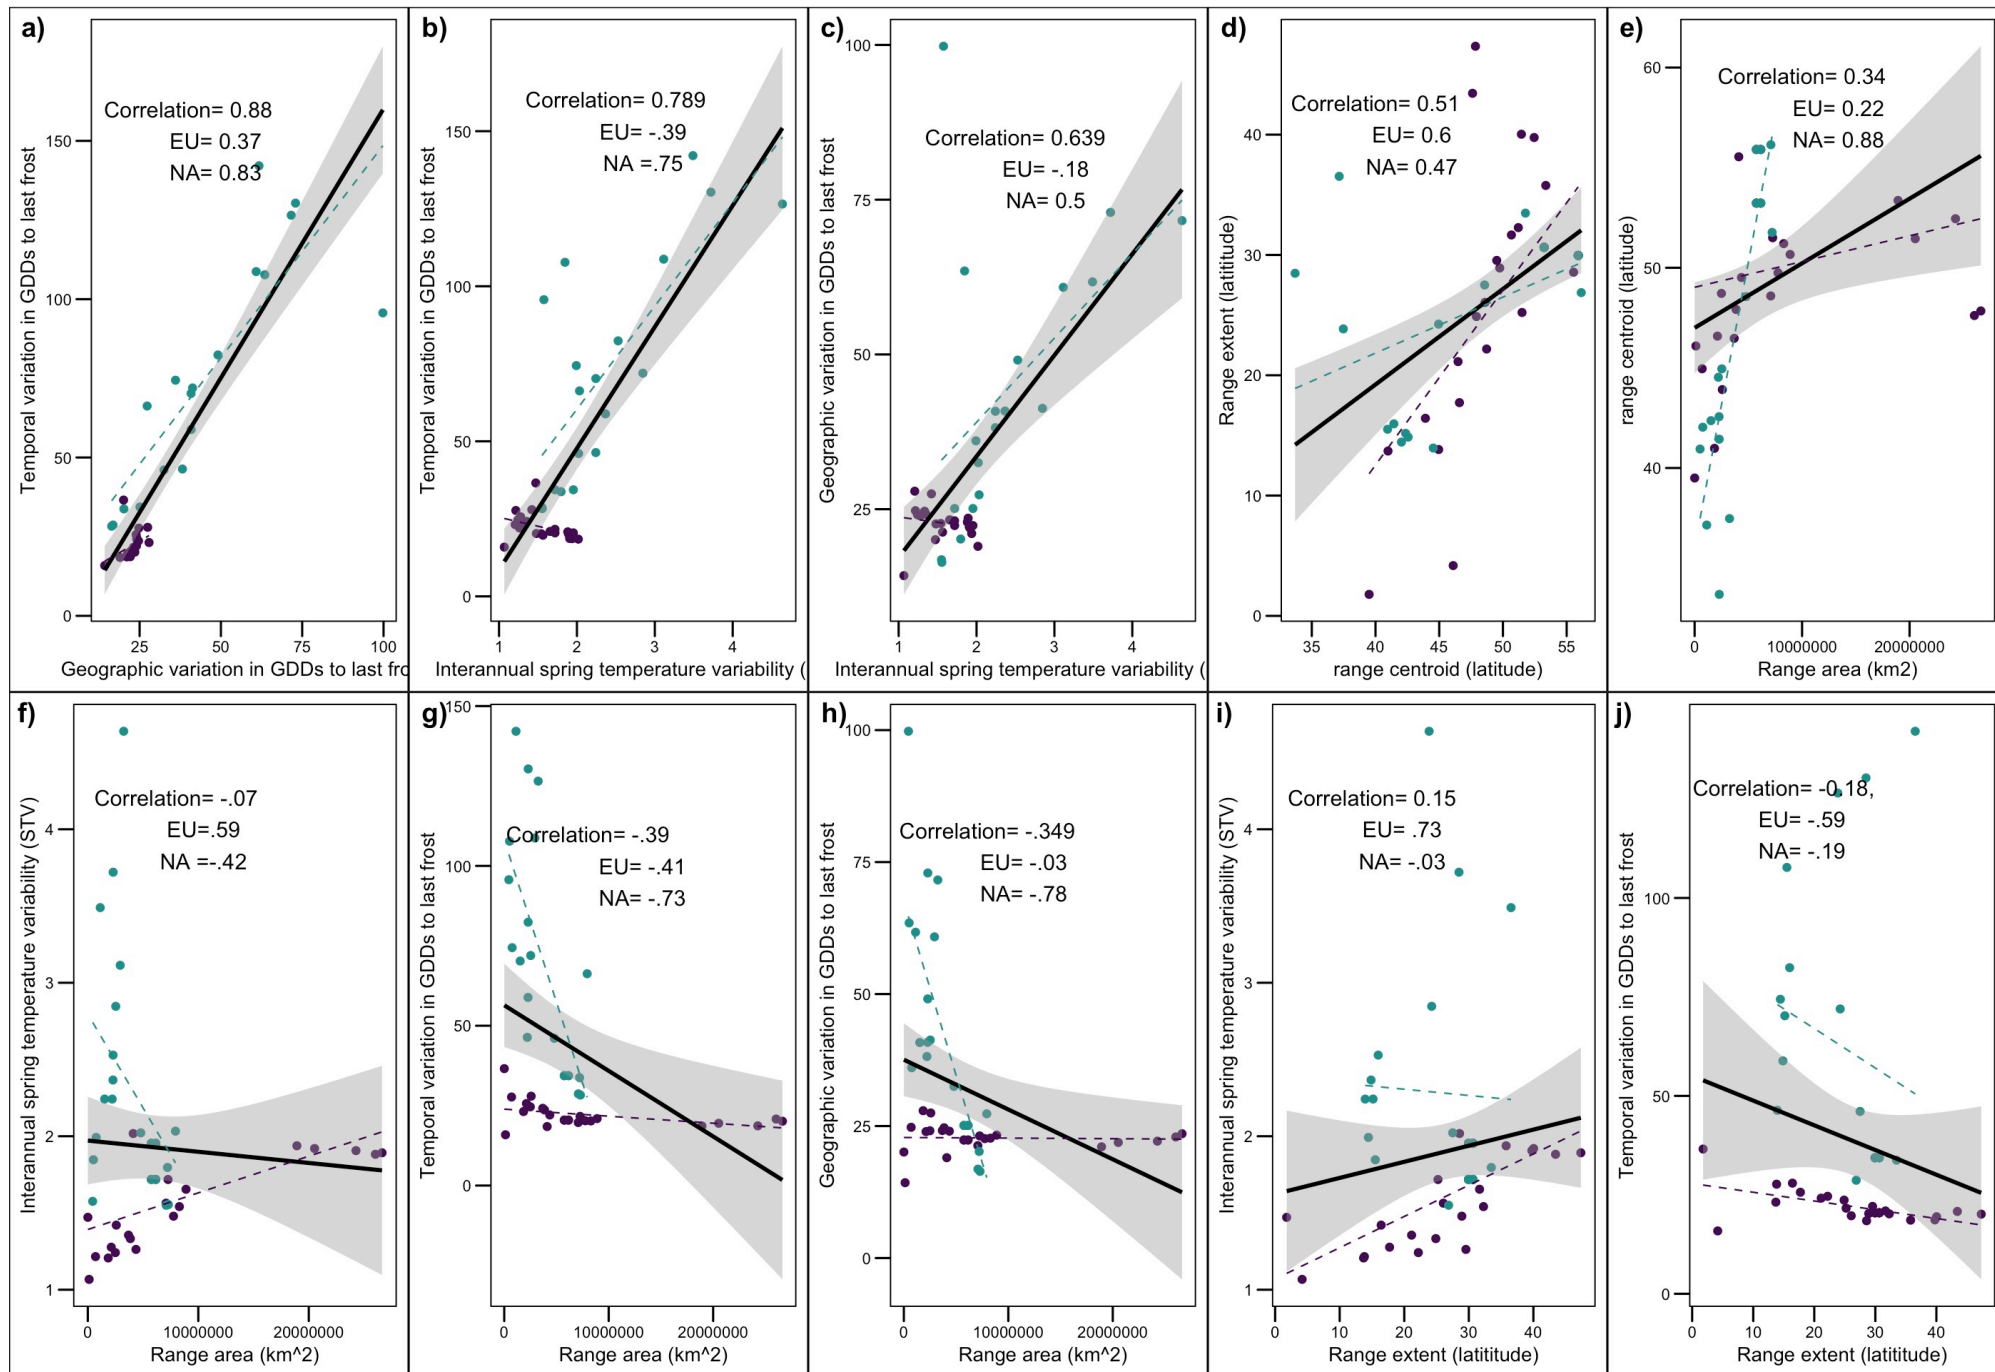 a)
Correlation= 0.88
EU= 0.37
NA= 0.83
150
100
50
0
25
50
75
100
Temporal variation in GDDs to last frost
Geographic variation in GDDs to last fro
b)
Correlation= 0.789
EU= -.39
NA =.75
150
100
50
0
1
2
3
4
Temporal variation in GDDs to last frost
Interannual spring temperature variability (
c)
Correlation= 0.639
EU= -.18
NA= 0.5
100
75
50
25
1
2
3
4
Geographic variation in GDDs to last frost
Interannual spring temperature variability (
d)
Correlation= 0.51
EU= 0.6
NA= 0.47
40
30
20
10
0
35
40
45
50
55
Range extent (latitude)
range centroid (latitude)
e)
Correlation= 0.34
EU= 0.22
NA= 0.88
60
50
40
0
10000000
20000000
range centroid (latitude)
Range area (km2)
f)
Correlation= -.07
EU=.59
NA =-.42
4
3
2
1
0
10000000
20000000
Interannual spring temperature variability (STV)
Range area (km^2)
g)
Correlation= -.39
EU= -.41
NA= -.73
150
100
50
0
0
10000000
20000000
Temporal variation in GDDs to last frost
Range area (km^2)
h)
Correlation= -.349
EU= -.03
NA= -.78
100
75
50
25
0
0
10000000
20000000
Geographic variation in GDDs to last frost
Range area (km^2)
i)
Correlation= 0.15
EU= .73
NA= -.03
4
3
2
1
0
10
20
30
40
Interannual spring temperature variability (STV)
Range extent (latititude)
j)
Correlation= -0.18,
EU= -.59
NA= -.19
100
50
0
0
10
20
30
40
Temporal variation in GDDs to last frost
Range extent (latititude)